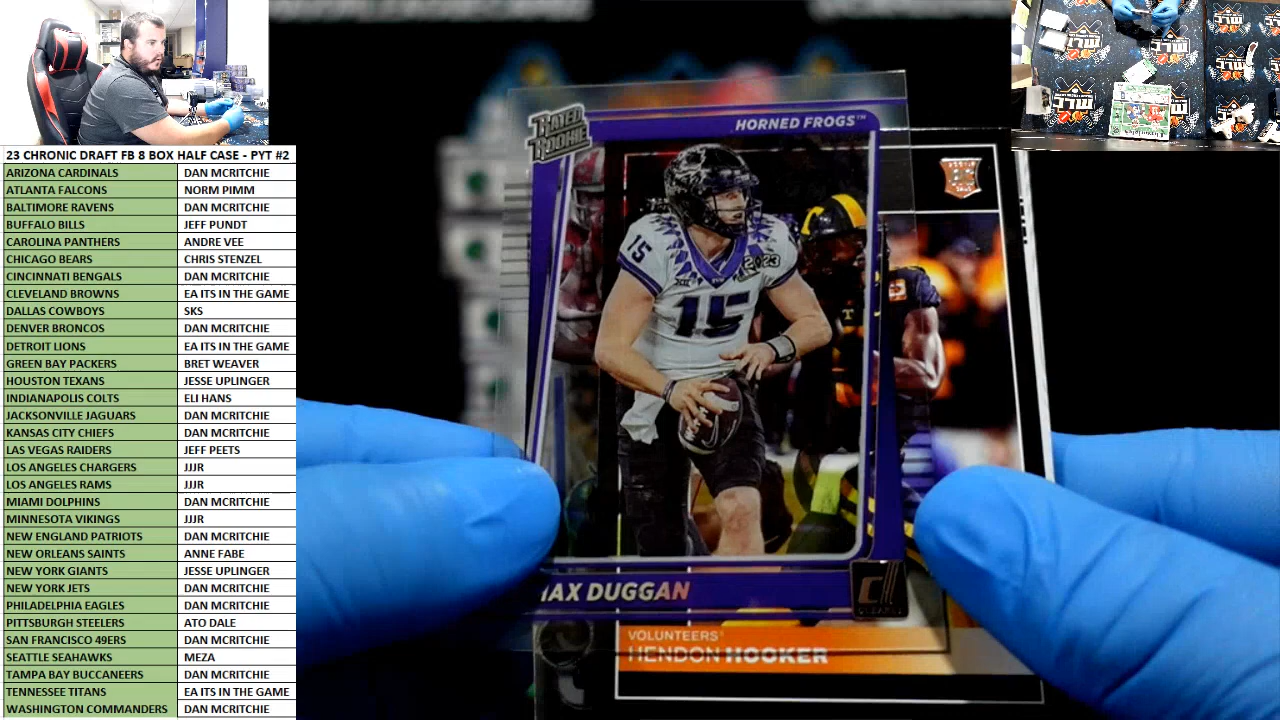 23 CHRONIC DRAFT FB 8 BOX HALF CASE - PYT #2
ARIZONA CARDINALS DAN MCRITCHIE
ATLANTA FALCONS NORM PIMM
BALTIMORE RAVENS DAN MCRITCHIE
BUFFALO BILLS JEFF PUNDT
CAROLINA PANTHERS ANDRE VEE
CHICAGO BEARS CHRIS STENZEL
CINCINNATI BENGALS DAN MCRITCHIE
CLEVELAND BROWNS EA ITS IN THE GAME
DALLAS COWBOYS SKS
DENVER BRONCOS DAN MCRITCHIE
DETROIT LIONS EA ITS IN THE GAME
GREEN BAY PACKERS BRET WEAVER
HOUSTON TEXANS JESSE UPLINGER
INDIANAPOLIS COLTS ELI HANS
JACKSONVILLE JAGUARS DAN MCRITCHIE
KANSAS CITY CHIEFS DAN MCRITCHIE
LAS VEGAS RAIDERS JEFF PEETS
LOS ANGELES CHARGERS JJJR
LOS ANGELES RAMS JJJR
MIAMI DOLPHINS DAN MCRITCHIE
MINNESOTA VIKINGS JJJR
NEW ENGLAND PATRIOTS DAN MCRITCHIE
NEW ORLEANS SAINTS ANNE FABE
NEW YORK GIANTS JESSE UPLINGER
NEW YORK JETS DAN MCRITCHIE
PHILADELPHIA EAGLES DAN MCRITCHIE
PITTSBURGH STEELERS ATO DALE
SAN FRANCISCO 49ERS DAN MCRITCHIE
SEATTLE SEAHAWKS MEZA
TAMPA BAY BUCCANEERS DAN MCRITCHIE
TENNESSEE TITANS EA ITS IN THE GAME
WASHINGTON COMMANDERS DAN MCRITCHIE
RATED
ROOKIE
HORNED FROGS™
15
2023
15
AX DUGGAN
VOLUNTEERS
HENDON HOOKER